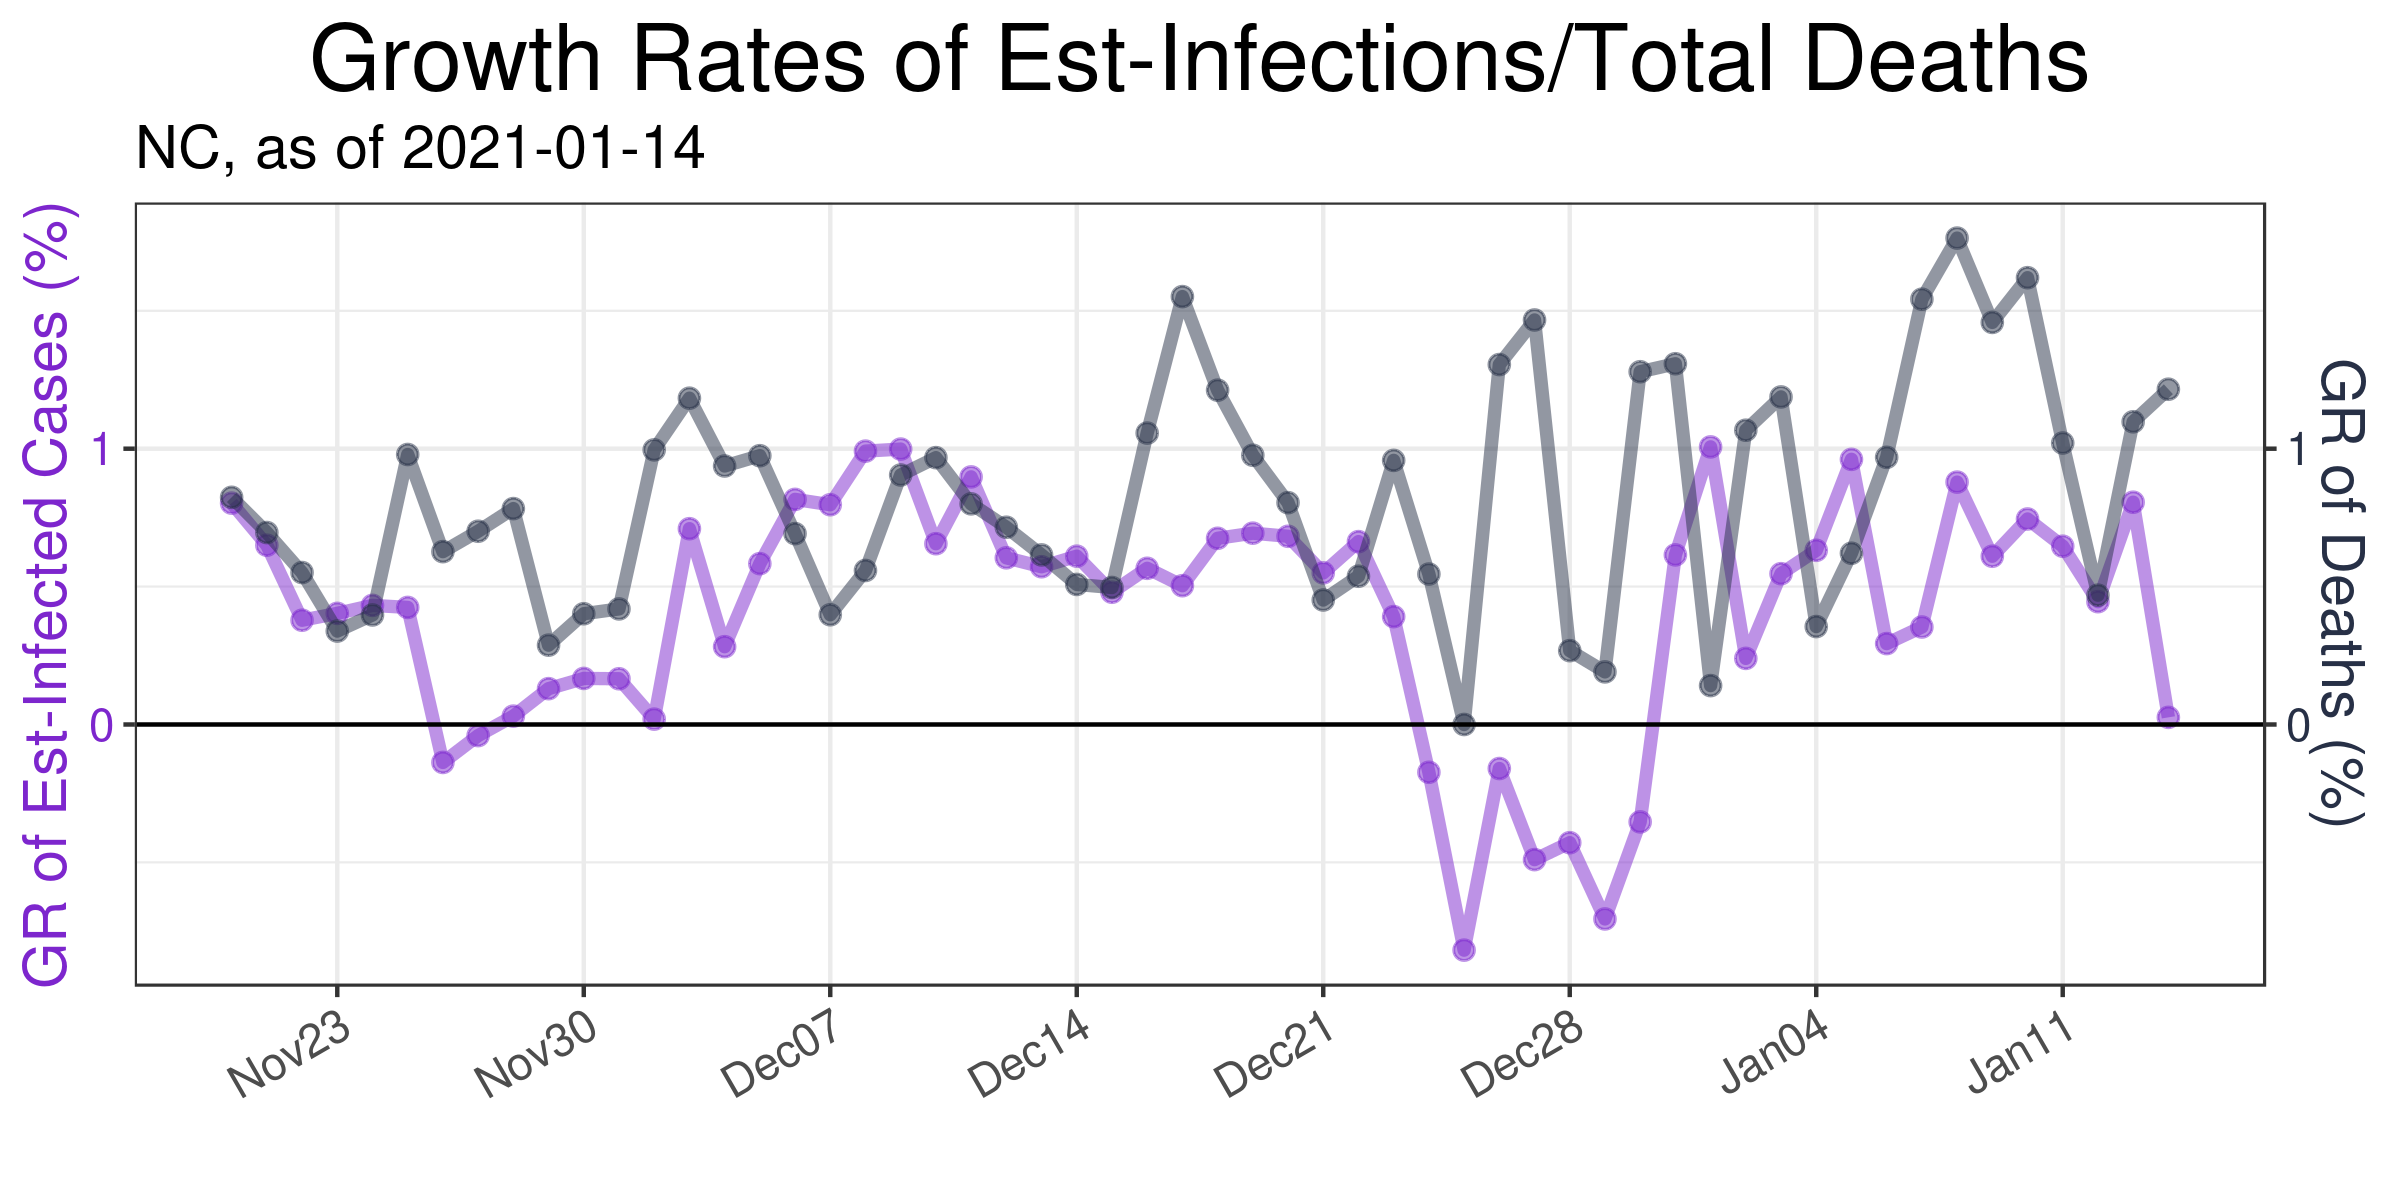 Growth Rates of Est-Infections/Total Deaths
NC, as of 2021-01-14
GR of Est-Infected Cases (%)
1
0
1
0
GR of Deaths (%)
Nov23
Nov30
Dec07
Dec14
Dec21
Dec28
Jan04
Jan11